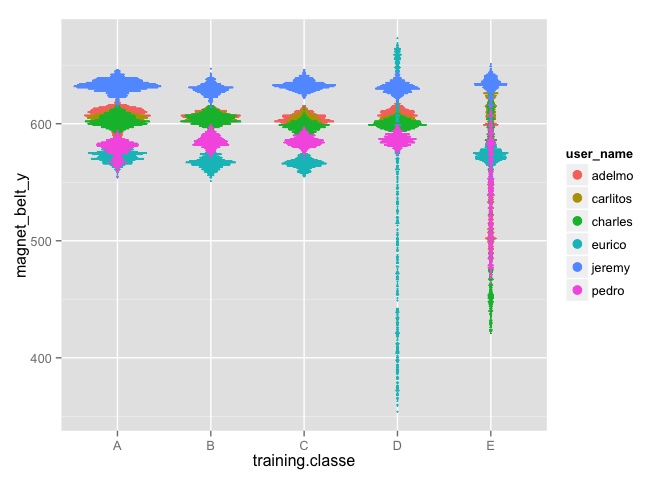 magnet_belt_y
600
500
400
A B C D E
training.classe
user_name
adelmo
carlitos
charles
eurico
jeremy
pedro